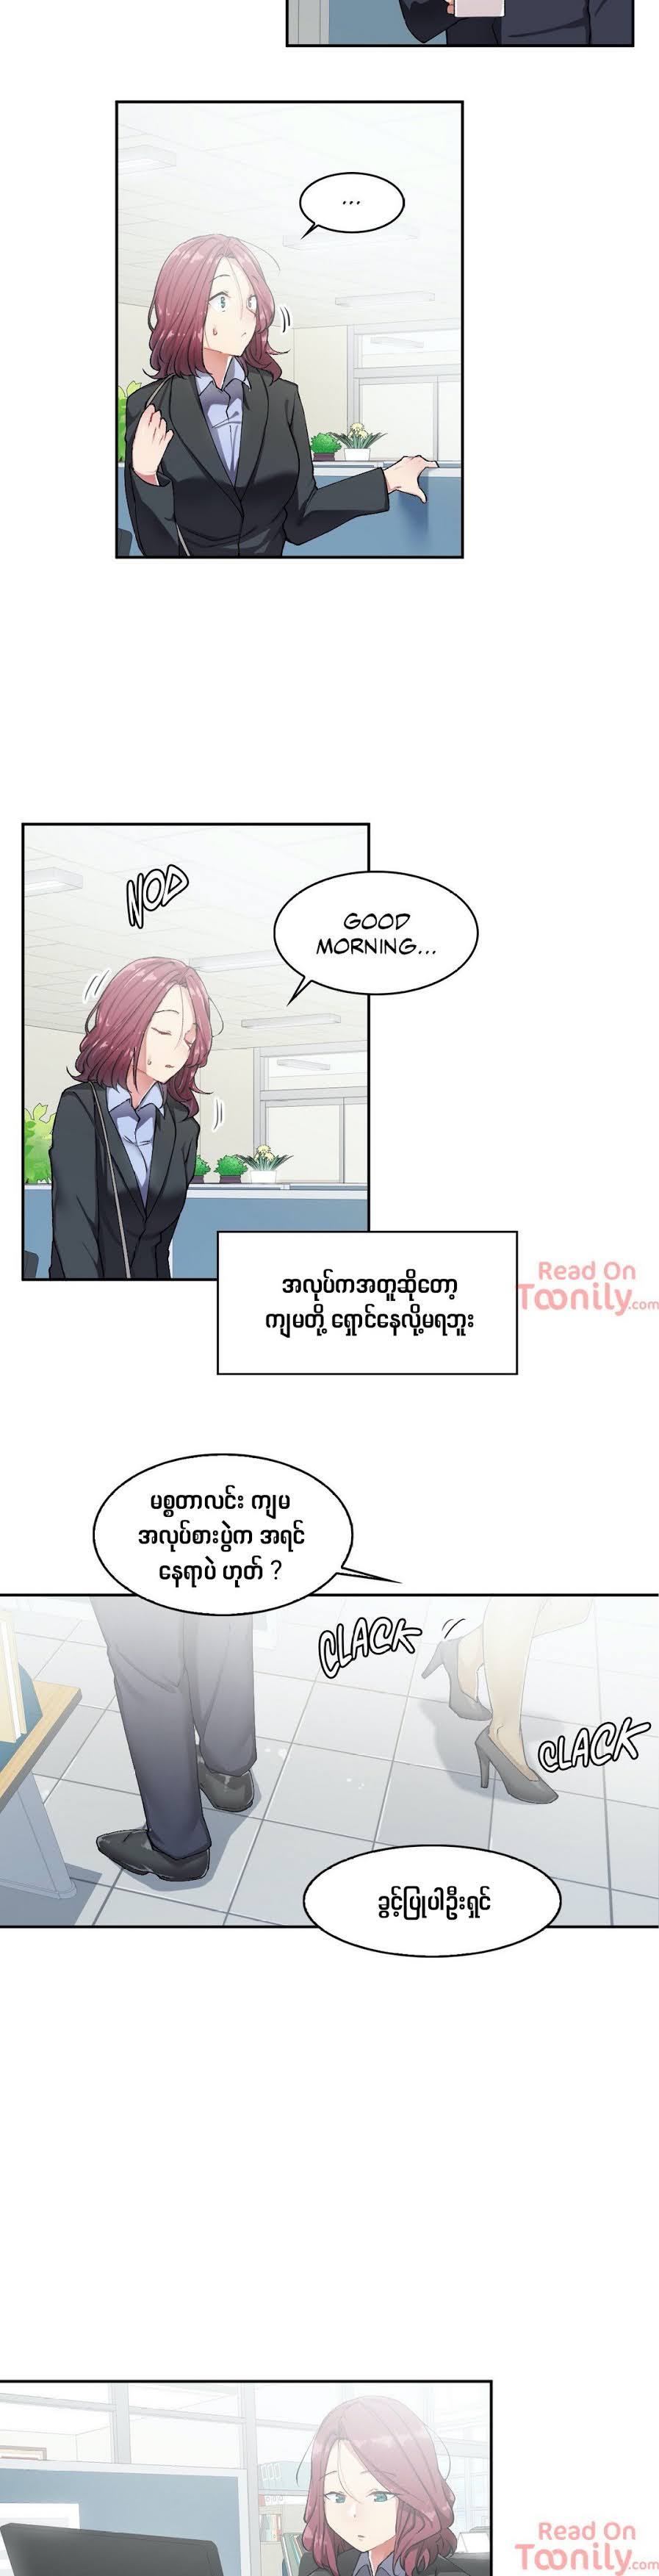 ...
NOD
GOOD
MORNING...
အလုပ်ကအတူဆိုတော့
ကျမတို့ ရှောင်နေလို့မရဘူး
Read On
Toonily.com
မစ္စတာလင်း ကျမ
အလုပ်စားပွဲက အရင်
နေရာပဲ ဟုတ် ?
CLACK
CLACK
ခွင့်ပြုပါဦးရှင်
Read On
Toonily.com